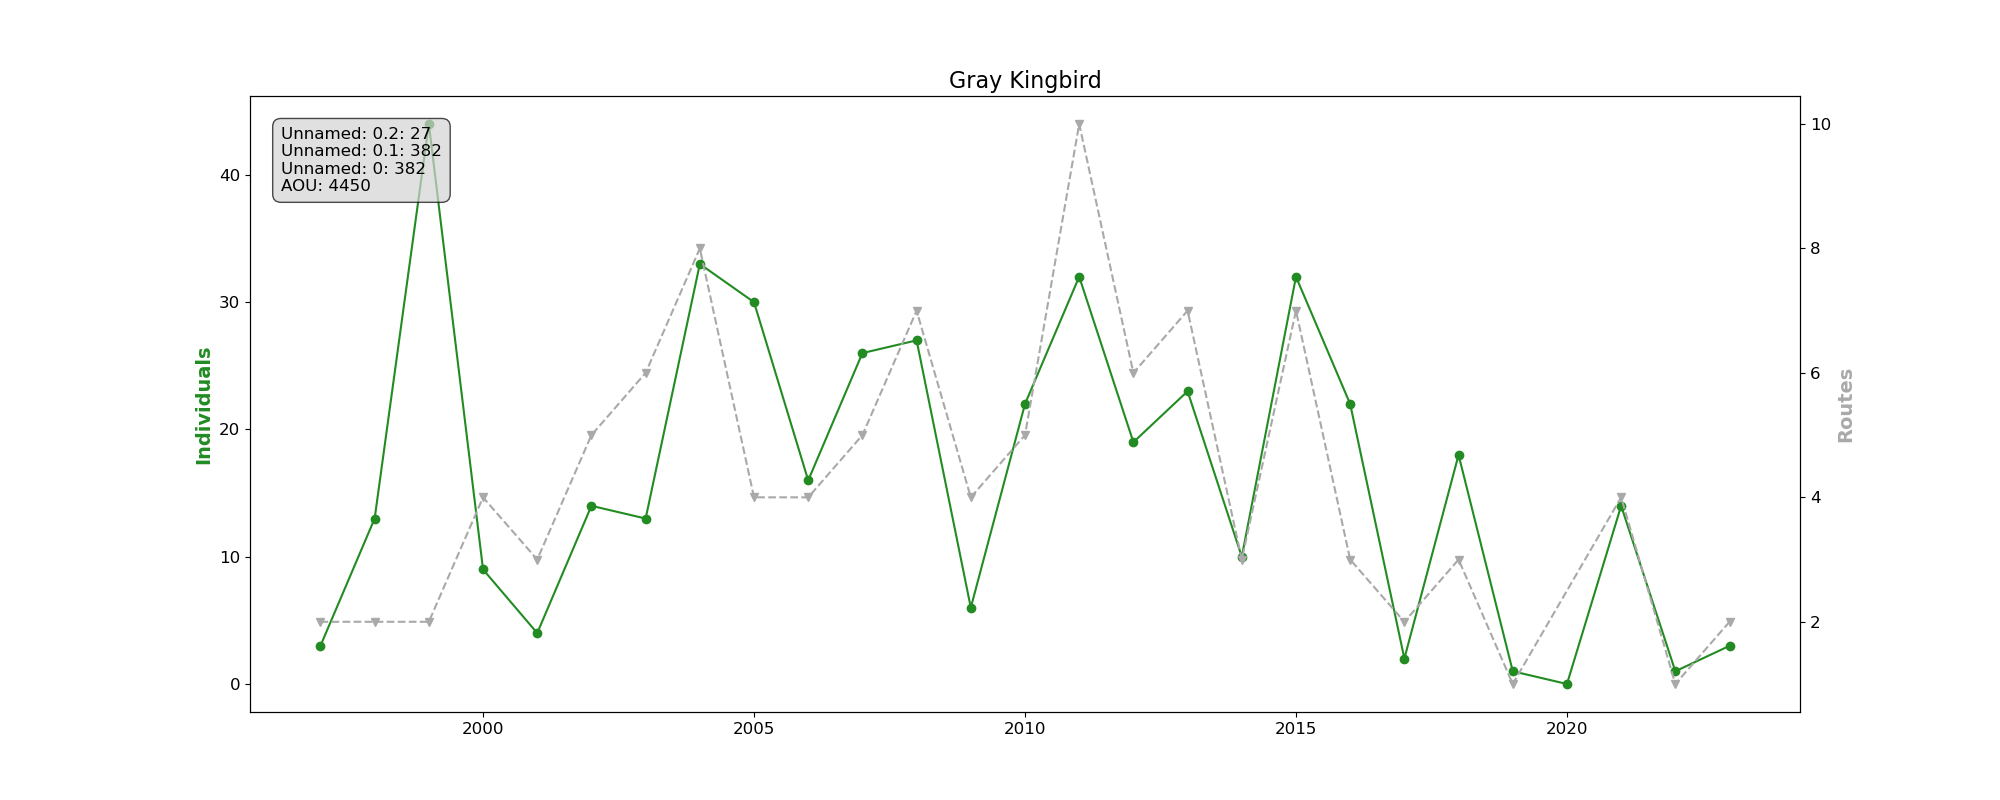 Gray Kingbird
Unnamed: 0.2: 27
Unnamed: 0.1: 382
Unnamed: 0: 382
AOU: 4450
Individuals
40
30
20
10
0
10
8
6
4
2
Routes
2000
2005
2010
2015
2020